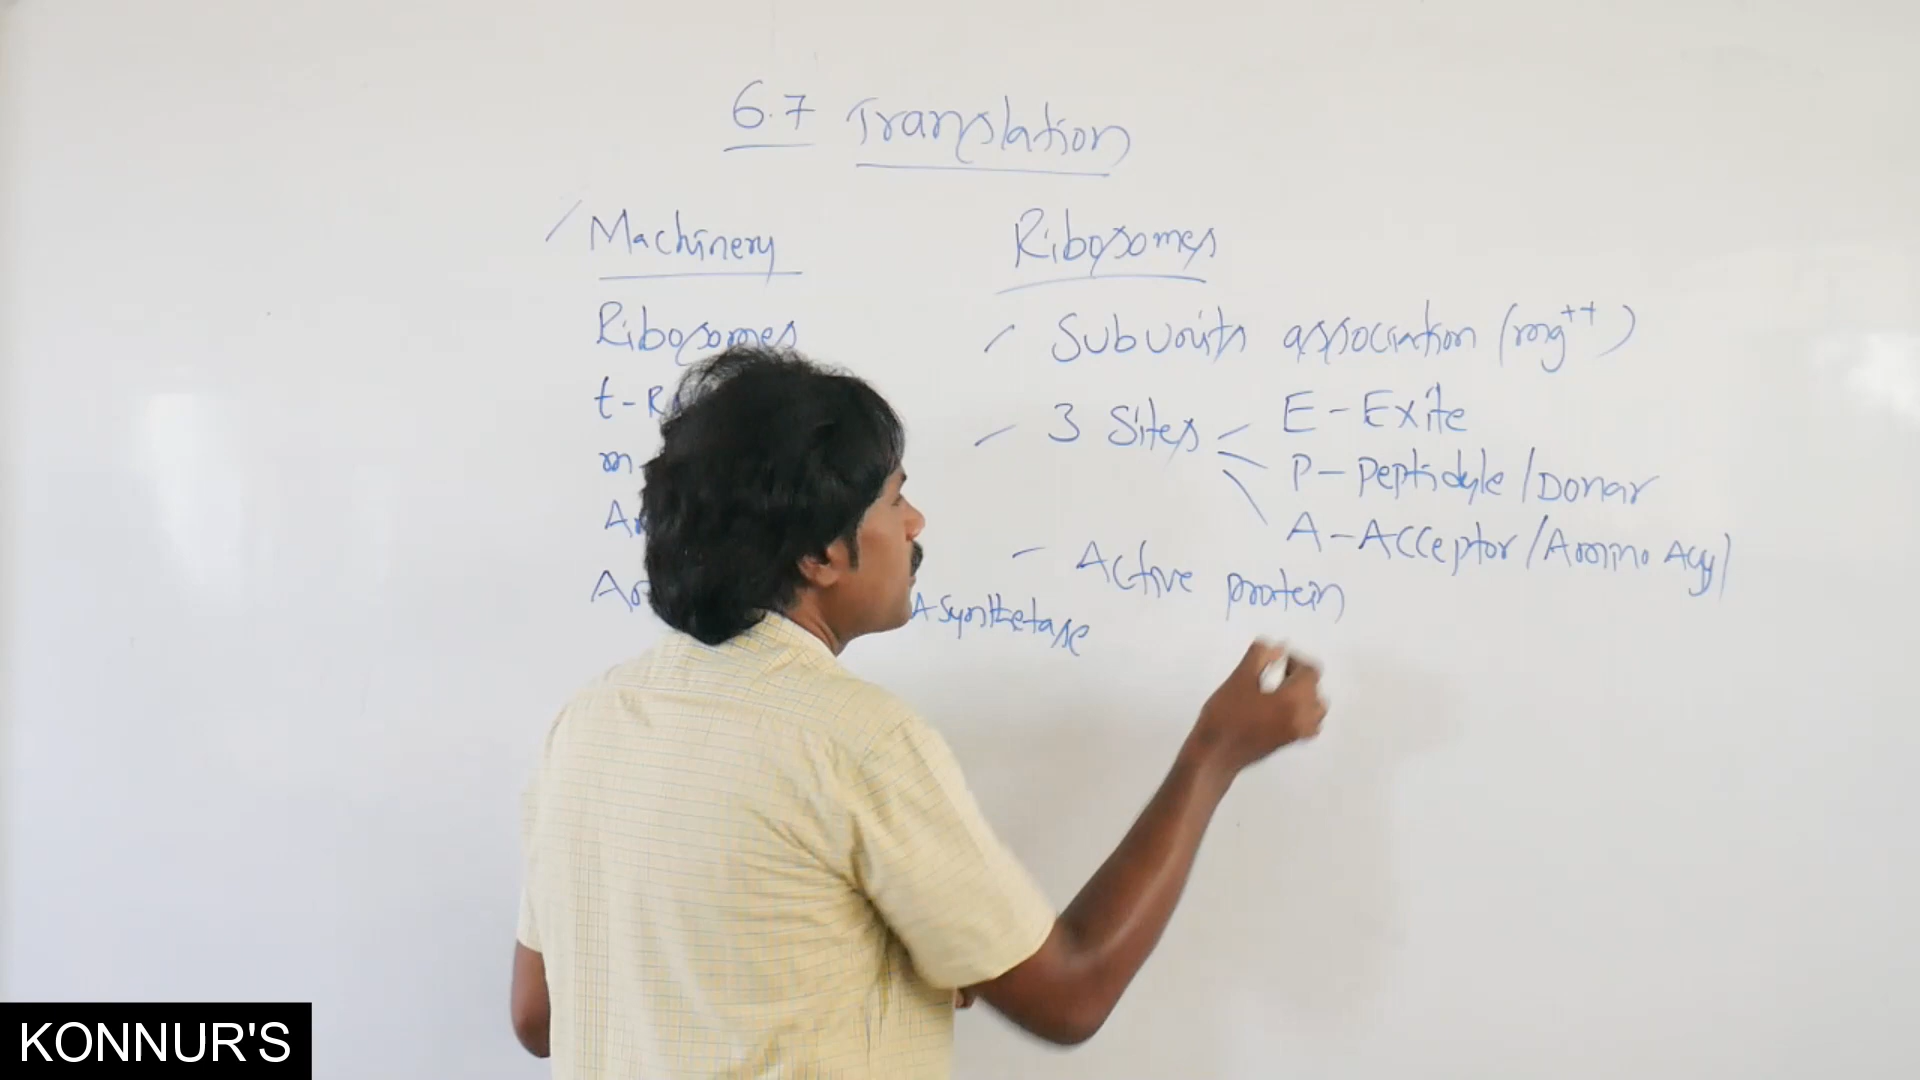 6.7 Translation
Machinery
Ribosomes
t-R
m-
A synthetase
Ribosomes
Subunits association (mg++)
3 Sites
E - Exite
P - Peptidyle/Donar
A - Acceptor/Amino Acyl
- Active protein
KONNUR'S